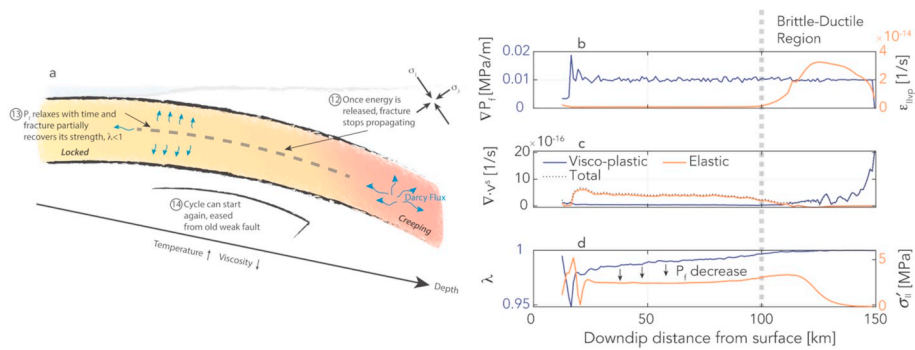 a
σ₁
σ₃
⑬ Pf relaxes with time and
fracture partially
recovers its strength, λ<1
⑫ Once energy is
released, fracture
stops propagating
Locked
Darcy Flux
Creeping
⑭ Cycle can start
again, eased
from old weak fault
Temperature ↑ Viscosity ↓
Depth
Brittle-Ductile
Region
b
×10⁻¹⁴
∇Pf [MPa/m]
0.02
0.01
0
6
4
2
0
εIIvp [1/s]
c
×10⁻¹⁶
∇·vˢ [1/s]
20
10
0
Visco-plastic
Elastic
Total
d
λ
1
0.95
Pf decrease
5
0
σ'II [MPa]
0
50
100
150
Downdip distance from surface [km]